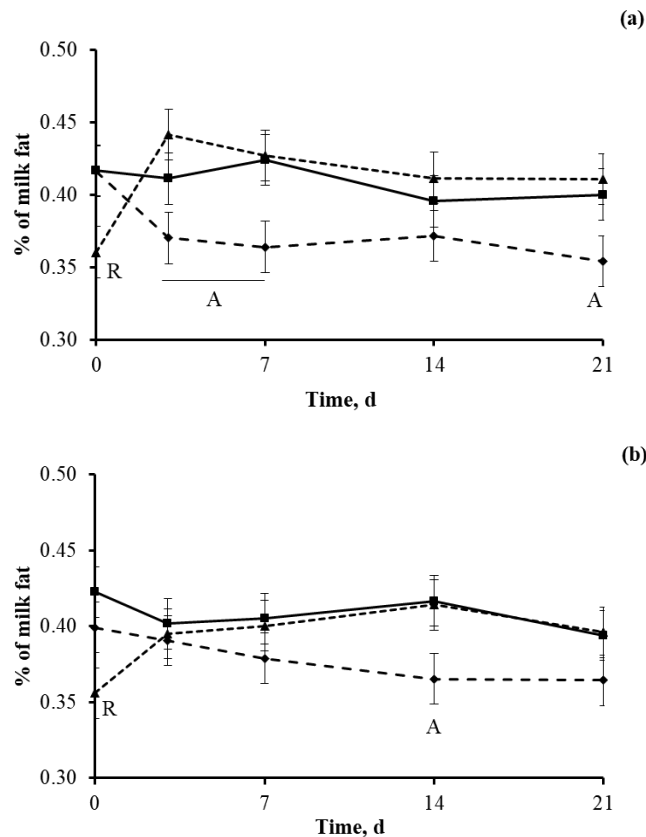 (a)
0.50
0.45
0.40
0.35
0.30
% of milk fat
R
A
A
0 7 14 21
Time, d
(b)
0.50
0.45
0.40
0.35
0.30
% of milk fat
R
A
0 7 14 21
Time, d